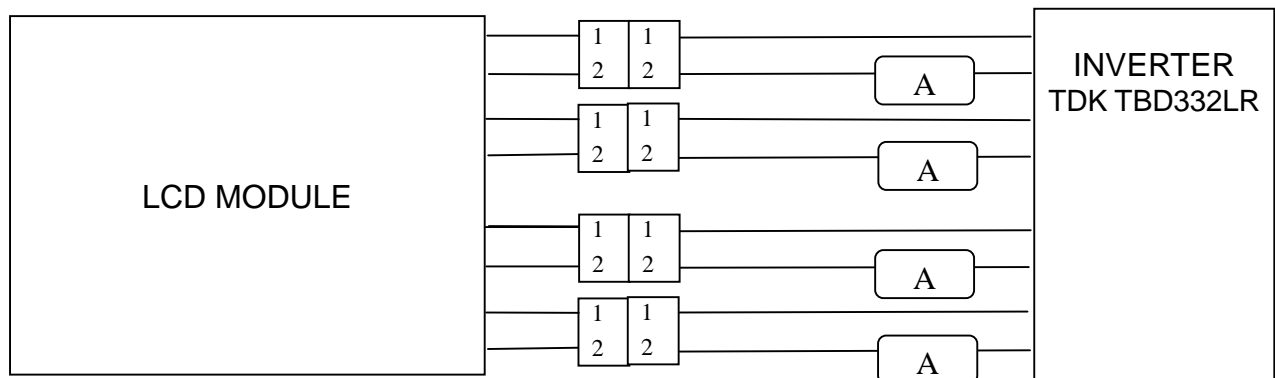 LCD MODULE
1 1
2 2
A
1 1
2 2
A
1 1
2 2
A
1 1
2 2
A
INVERTER
TDK TBD332LR